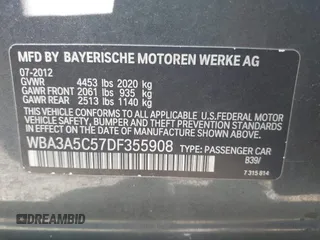 MFD BY BAYERISCHE MOTOREN WERKE AG
07-2012
GVWR 4453 lbs 2020 kg
GAWR FRONT 2061 lbs 935 kg
GAWR REAR 2513 lbs 1140 kg
THIS VEHICLE CONFORMS TO ALL APPLICABLE U.S. FEDERAL MOTOR
VEHICLE SAFETY, BUMPER, AND THEFT PREVENTION STANDARDS
IN EFFECT ON THE DATE OF MANUFACTURE SHOWN ABOVE.
WBA3A5C57DF355908 TYPE: PASSENGER CAR
B39/
7 315 814
DREAMBID